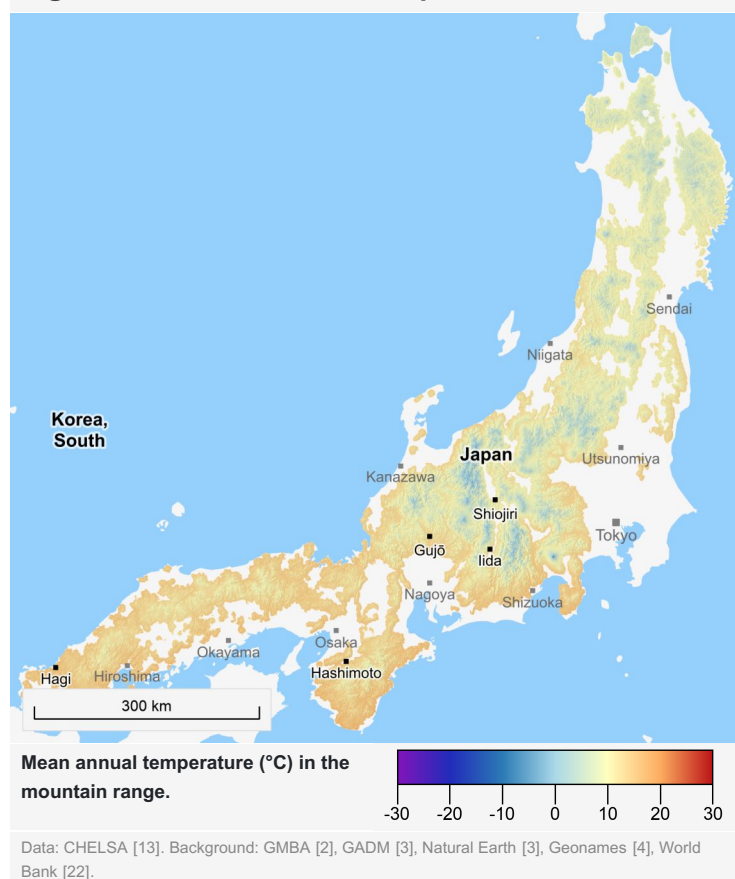 Sendai
Niigata
Korea,
South
Japan
Utsunomiya
Kanazawa
Shiojiri
Tokyo
Gujō
Iida
Nagoya
Shizuoka
Osaka
Okayama
Hagi
Hiroshima
Hashimoto
300 km
Mean annual temperature (°C) in the
mountain range.
-30 -20 -10 0 10 20 30
Data: CHELSA [13]. Background: GMBA [2], GADM [3], Natural Earth [3], Geonames [4], World
Bank [22].